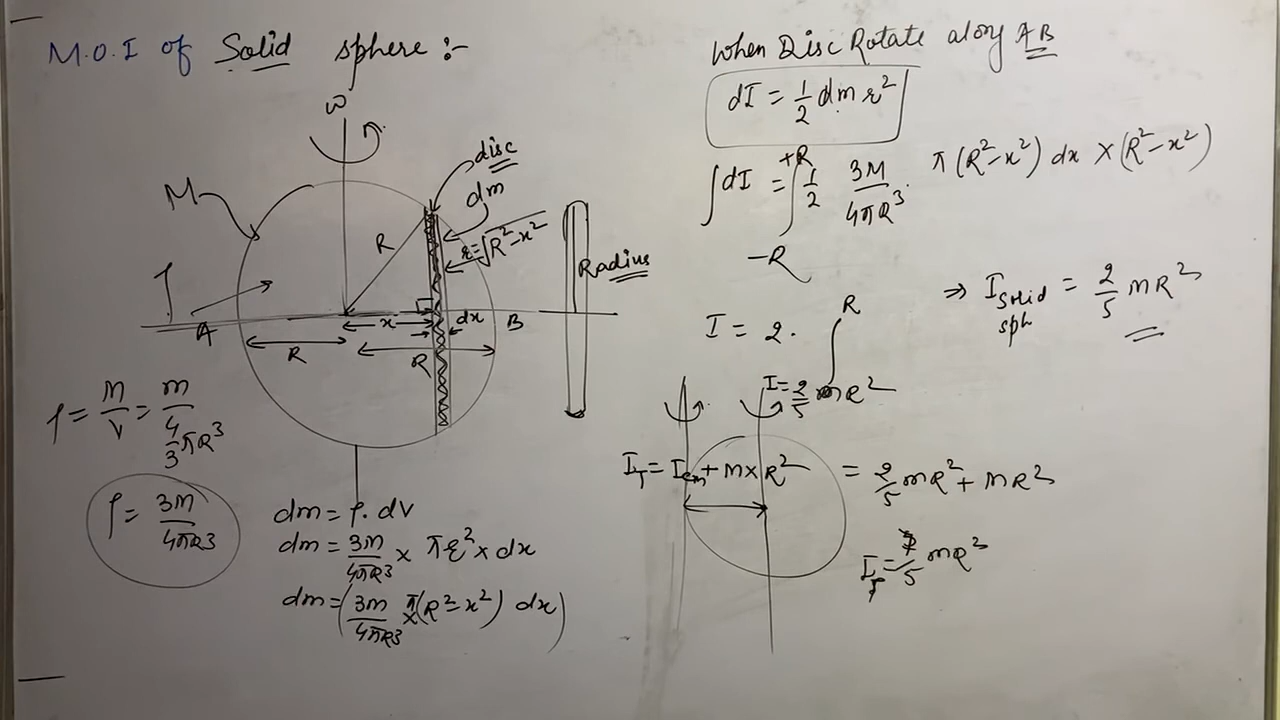 M.O.I of Solid sphere :-
ω
disc
dm
M
R
r=√R²-x²
Radius
A
x
dx
B
R
R
ρ = M/V = m/(4/3 πR³)
ρ = 3M/4πR³
dm = ρ. dV
dm = 3M/4πR³ × πr² × dx
dm = (3m/4πR³ × π(R²-x²) dx)
When Disc Rotate along AB
dI = 1/2 dm r²
∫dI = ∫ +R -R 1/2 3M/4πR³. π(R²-x²) dx × (R²-x²)
I = 2. ∫ R
⇒ I solid sph = 2/5 mR²
I = 2/5 mR²
I_T = I_cm + M×R² = 2/5 mR² + MR²
I_T = 7/5 mR²